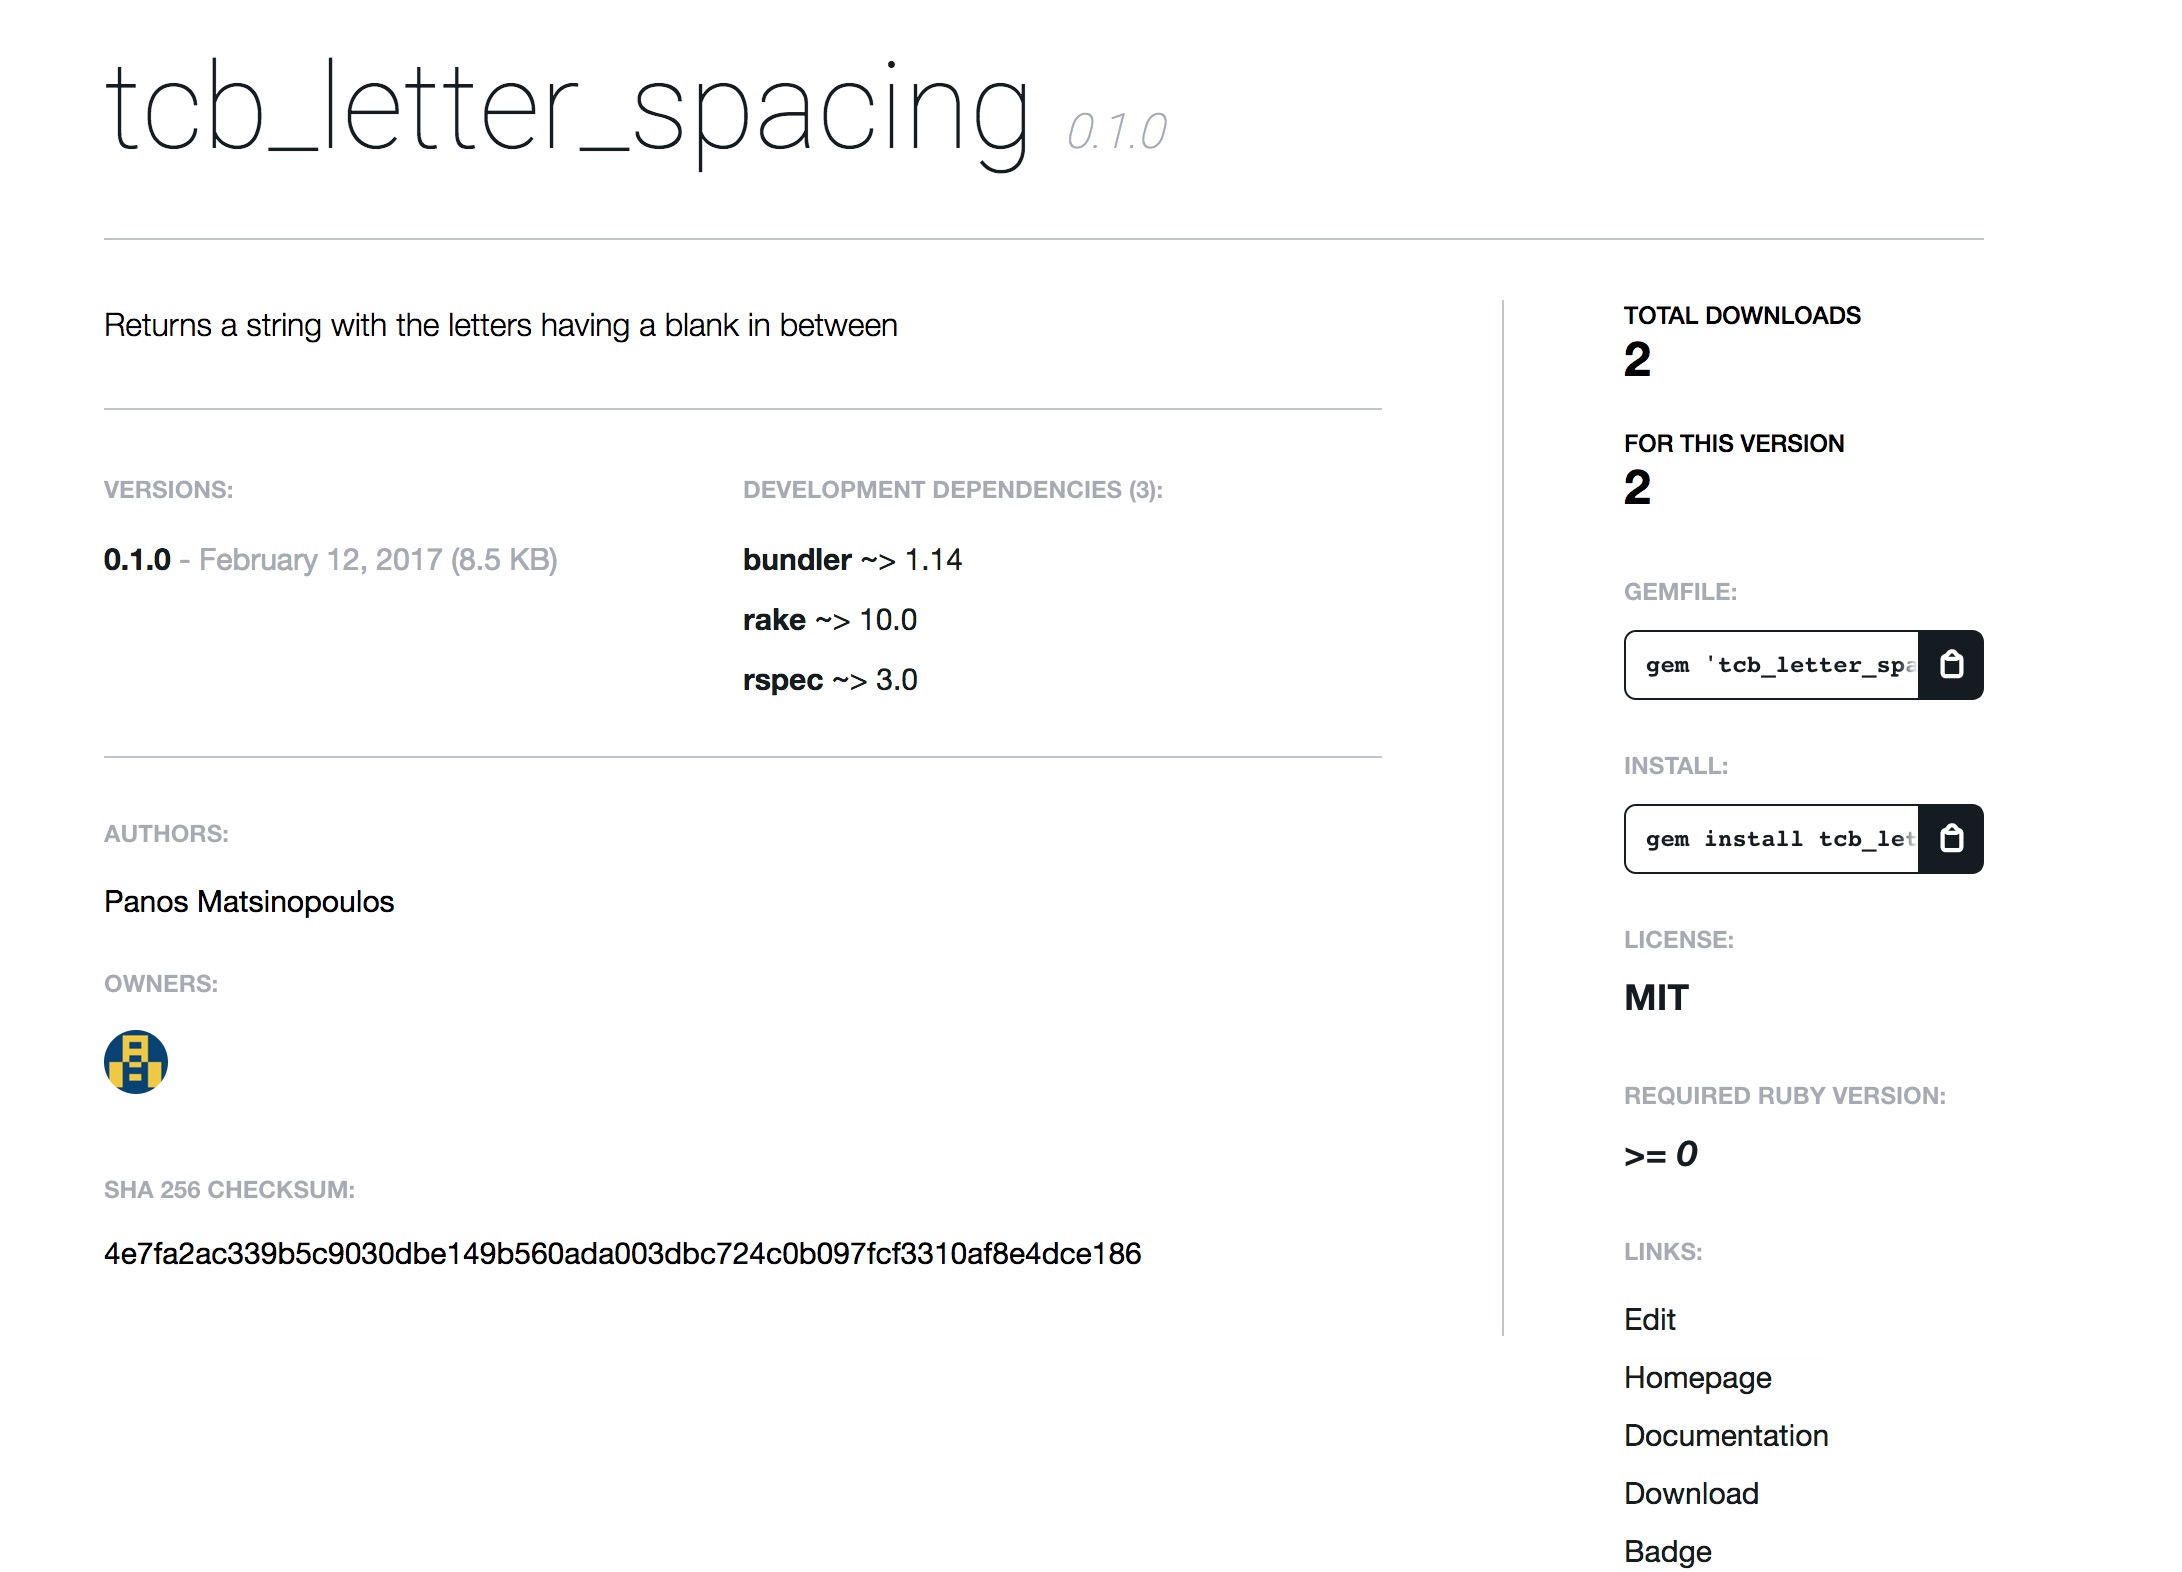 tcb_letter_spacing 0.1.0
Returns a string with the letters having a blank in between
VERSIONS:
0.1.0 - February 12, 2017 (8.5 KB)
DEVELOPMENT DEPENDENCIES (3):
bundler ~> 1.14
rake ~> 10.0
rspec ~> 3.0
AUTHORS:
Panos Matsinopoulos
OWNERS:
SHA 256 CHECKSUM:
4e7fa2ac339b5c9030dbe149b560ada003dbc724c0b097fcf3310af8e4dce186
TOTAL DOWNLOADS
2
FOR THIS VERSION
2
GEMFILE:
gem 'tcb_letter_spa
INSTALL:
gem install tcb_let
LICENSE:
MIT
REQUIRED RUBY VERSION:
>= 0
LINKS:
Edit
Homepage
Documentation
Download
Badge